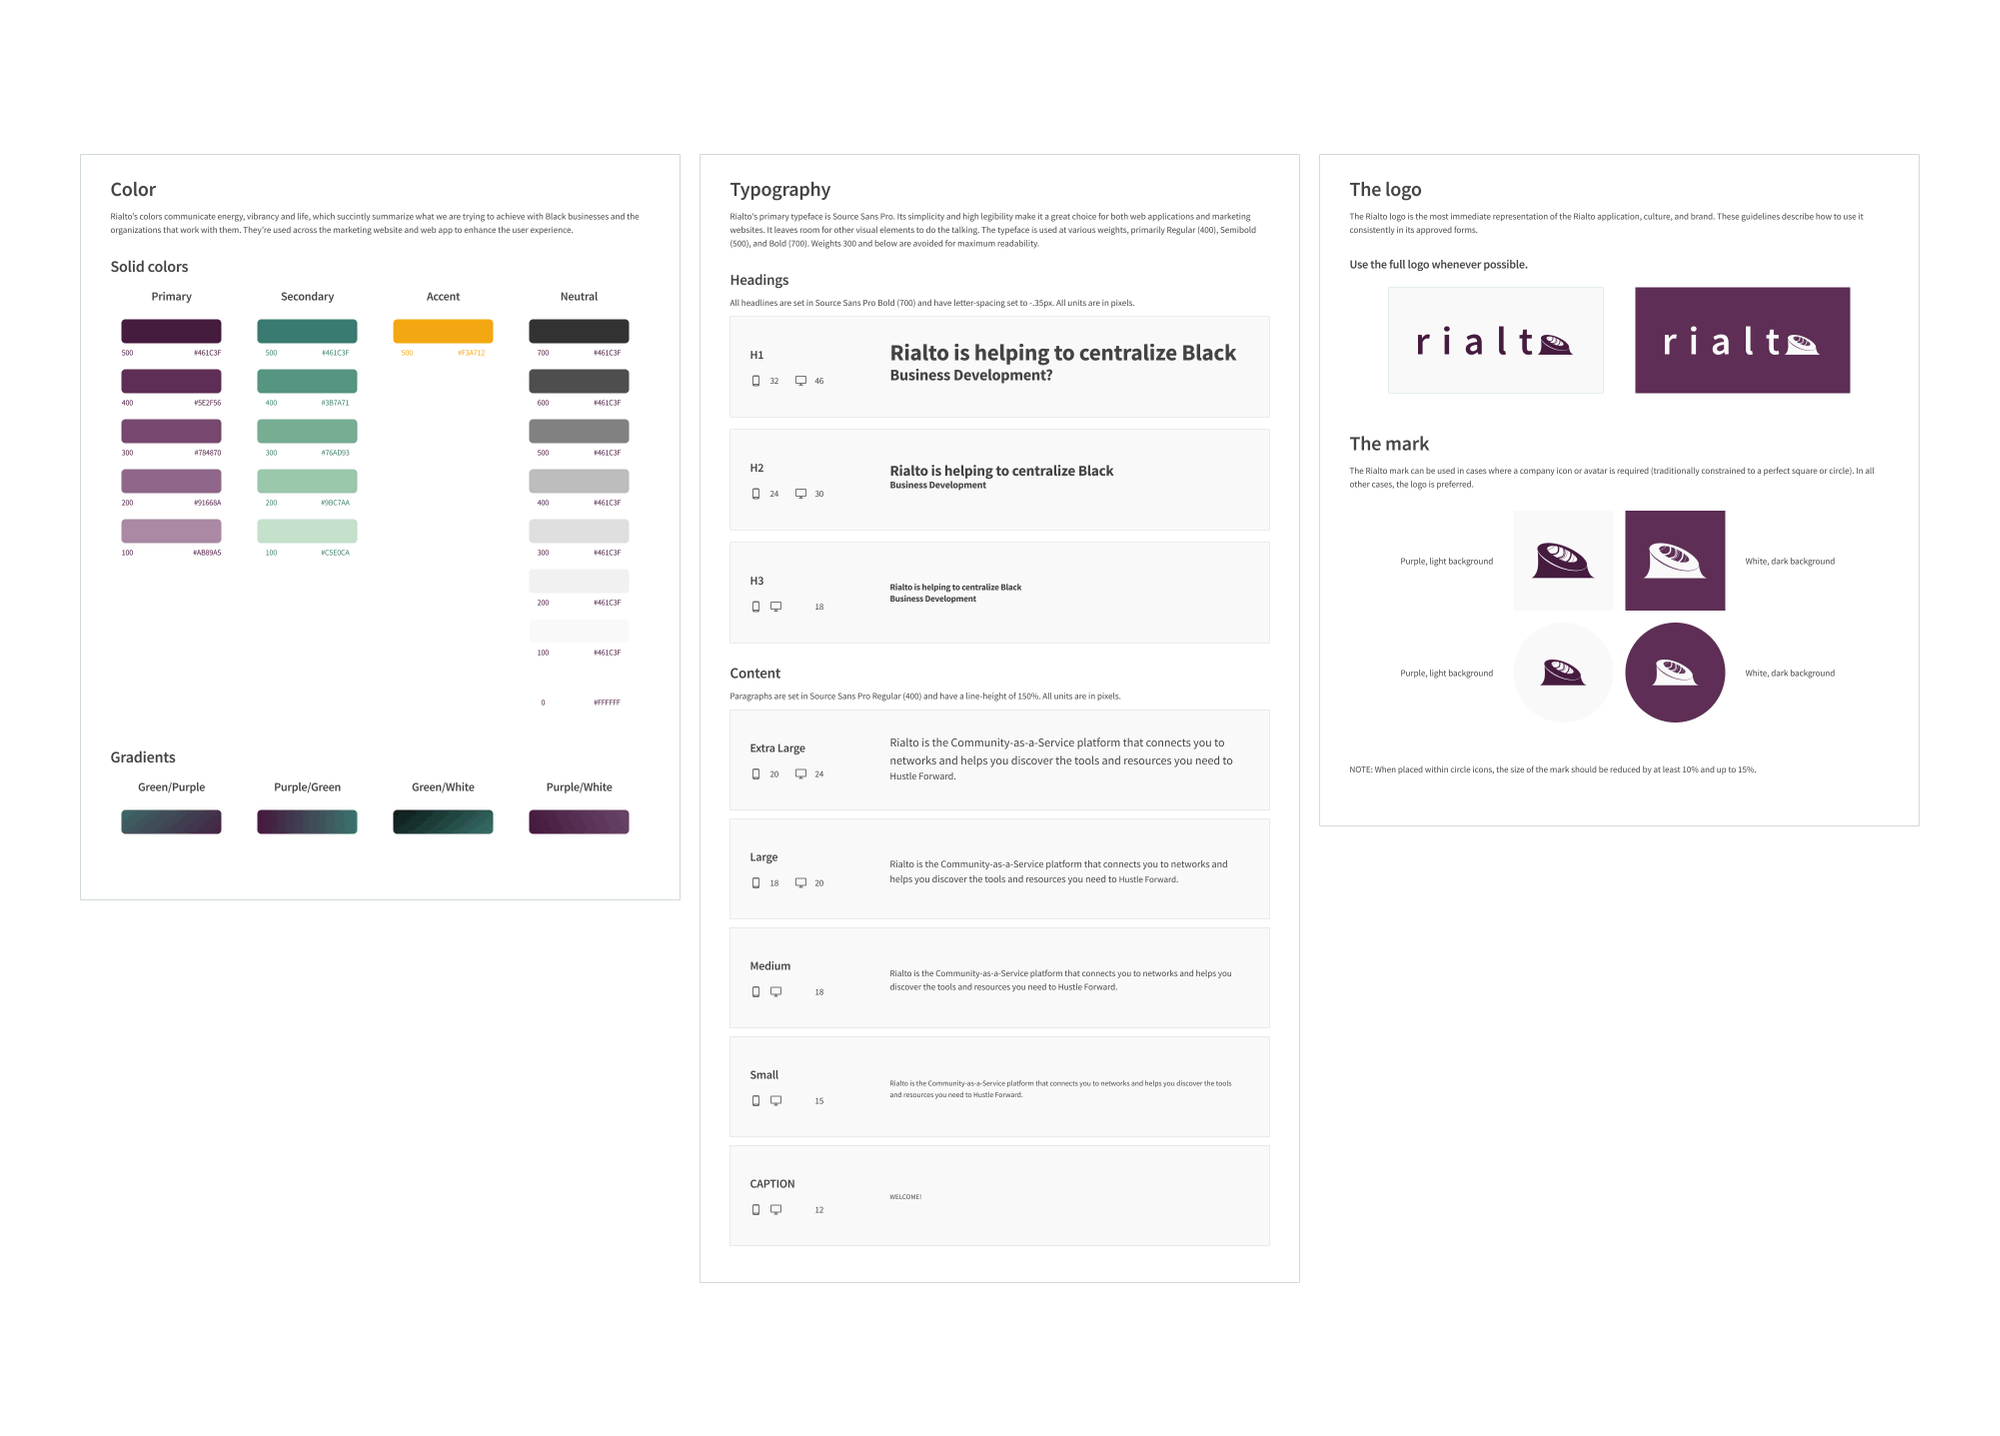 Color
Rialto's colors communicate energy, vibrancy and life, which succintly summarize what we are trying to achieve with Black businesses and the
organizations that work with them. They're used across the marketing website and web app to enhance the user experience.
Solid colors
Primary Secondary Accent Neutral
500 #461C3F 500 #461C3F 500 #F3A712 700 #461C3F
400 #5E2F56 400 #3B7A71 600 #461C3F
300 #784870 300 #76AD93 500 #461C3F
200 #91668A 200 #9BC7AA 400 #461C3F
100 #AB89A5 100 #C5E0CA 300 #461C3F
200 #461C3F
100 #461C3F
0 #FFFFFF
Gradients
Green/Purple Purple/Green Green/White Purple/White
Typography
Rialto's primary typeface is Source Sans Pro. Its simplicity and high legibility make it a great choice for both web applications and marketing
websites. It leaves room for other visual elements to do the talking. The typeface is used at various weights, primarily Regular (400), Semibold
(500), and Bold (700). Weights 300 and below are avoided for maximum readability.
Headings
All headlines are set in Source Sans Pro Bold (700) and have letter-spacing set to -.35px. All units are in pixels.
H1
32 46
Rialto is helping to centralize Black
Business Development?
H2
24 30
Rialto is helping to centralize Black
Business Development
H3
18
Rialto is helping to centralize Black
Business Development
Content
Paragraphs are set in Source Sans Pro Regular (400) and have a line-height of 150%. All units are in pixels.
Extra Large
20 24
Rialto is the Community-as-a-Service platform that connects you to
networks and helps you discover the tools and resources you need to
Hustle Forward.
Large
18 20
Rialto is the Community-as-a-Service platform that connects you to networks and
helps you discover the tools and resources you need to Hustle Forward.
Medium
18
Rialto is the Community-as-a-Service platform that connects you to networks and helps you
discover the tools and resources you need to Hustle Forward.
Small
15
Rialto is the Community-as-a-Service platform that connects you to networks and helps you discover the tools
and resources you need to Hustle Forward.
CAPTION
12
WELCOME!
The logo
The Rialto logo is the most immediate representation of the Rialto application, culture, and brand. These guidelines describe how to use it
consistently in its approved forms.
Use the full logo whenever possible.
rialt
rialt
The mark
The Rialto mark can be used in cases where a company icon or avatar is required (traditionally constrained to a perfect square or circle). In all
other cases, the logo is preferred.
Purple, light background
White, dark background
Purple, light background
White, dark background
NOTE: When placed within circle icons, the size of the mark should be reduced by at least 10% and up to 15%.